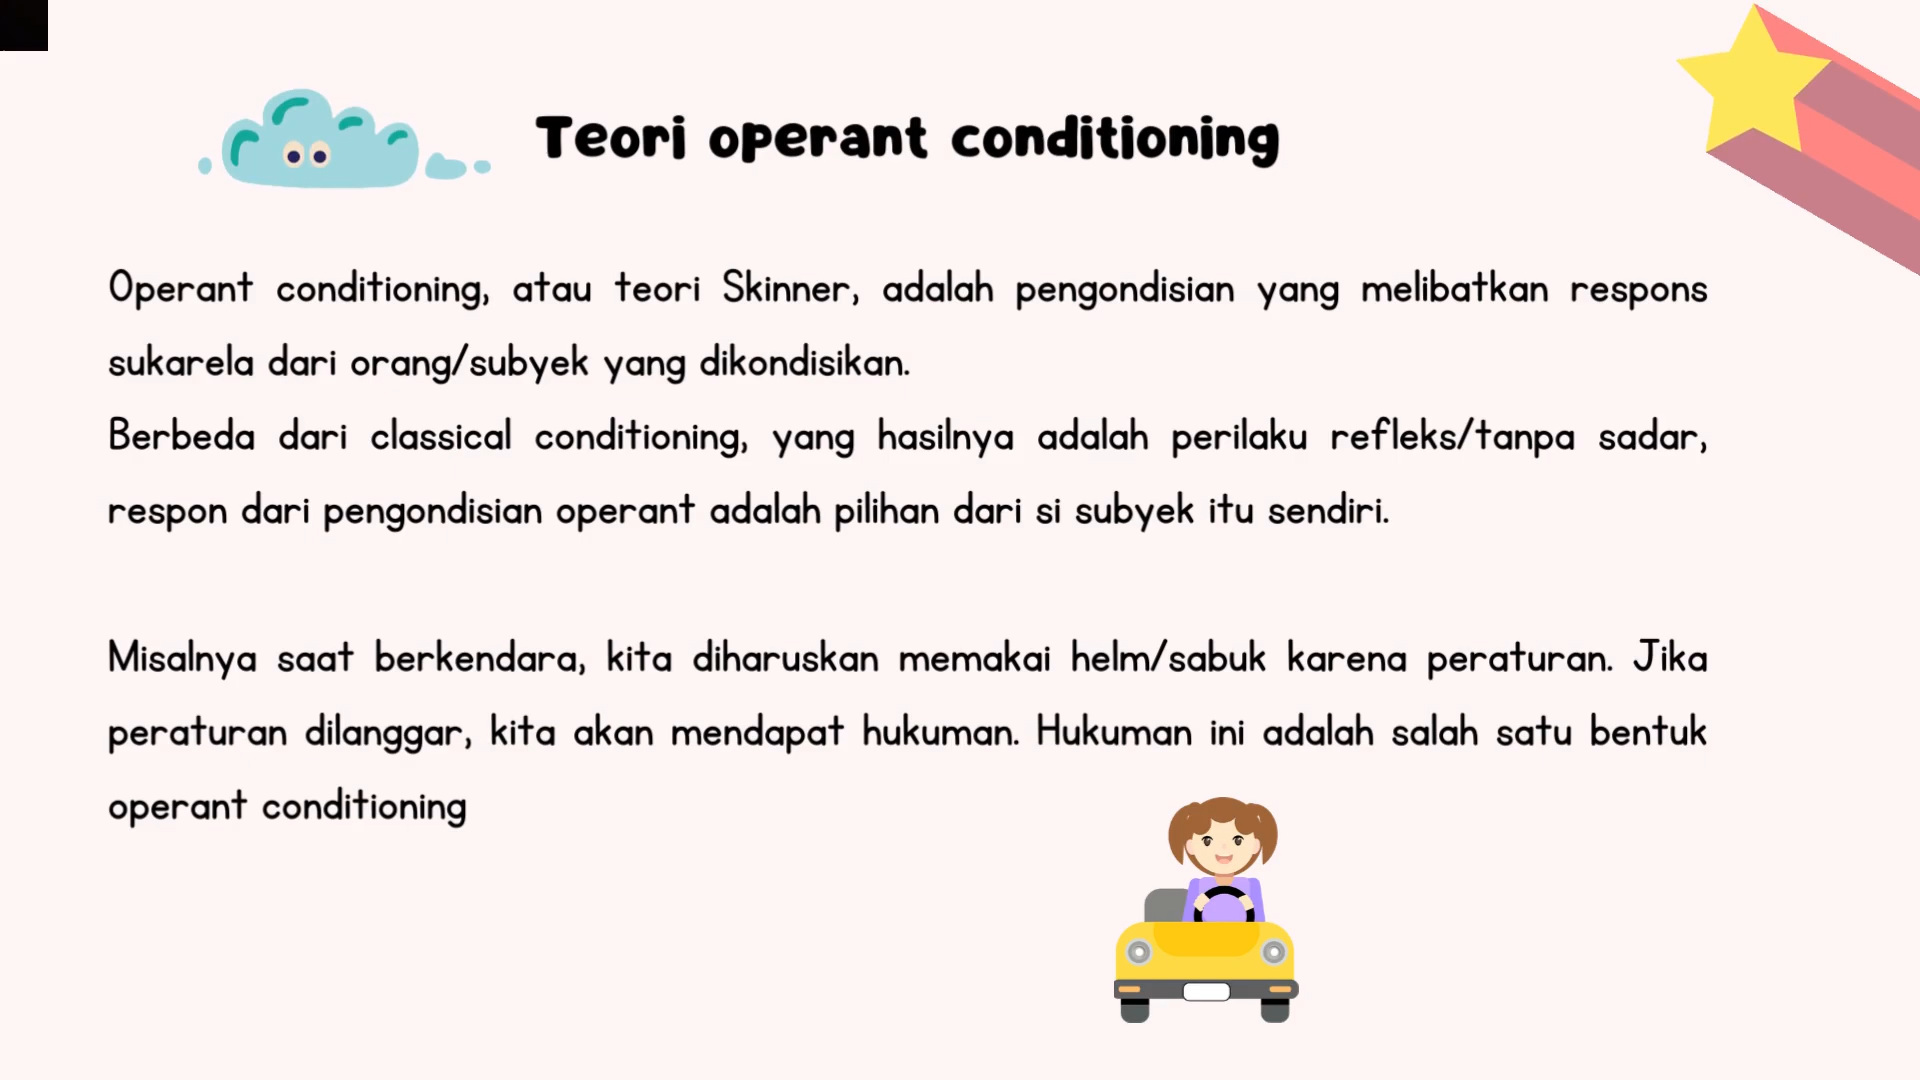 Teori operant conditioning
Operant conditioning, atau teori Skinner, adalah pengondisian yang melibatkan respons
sukarela dari orang/subyek yang dikondisikan.
Berbeda dari classical conditioning, yang hasilnya adalah perilaku refleks/tanpa sadar,
respon dari pengondisian operant adalah pilihan dari si subyek itu sendiri.
Misalnya saat berkendara, kita diharuskan memakai helm/sabuk karena peraturan. Jika
peraturan dilanggar, kita akan mendapat hukuman. Hukuman ini adalah salah satu bentuk
operant conditioning